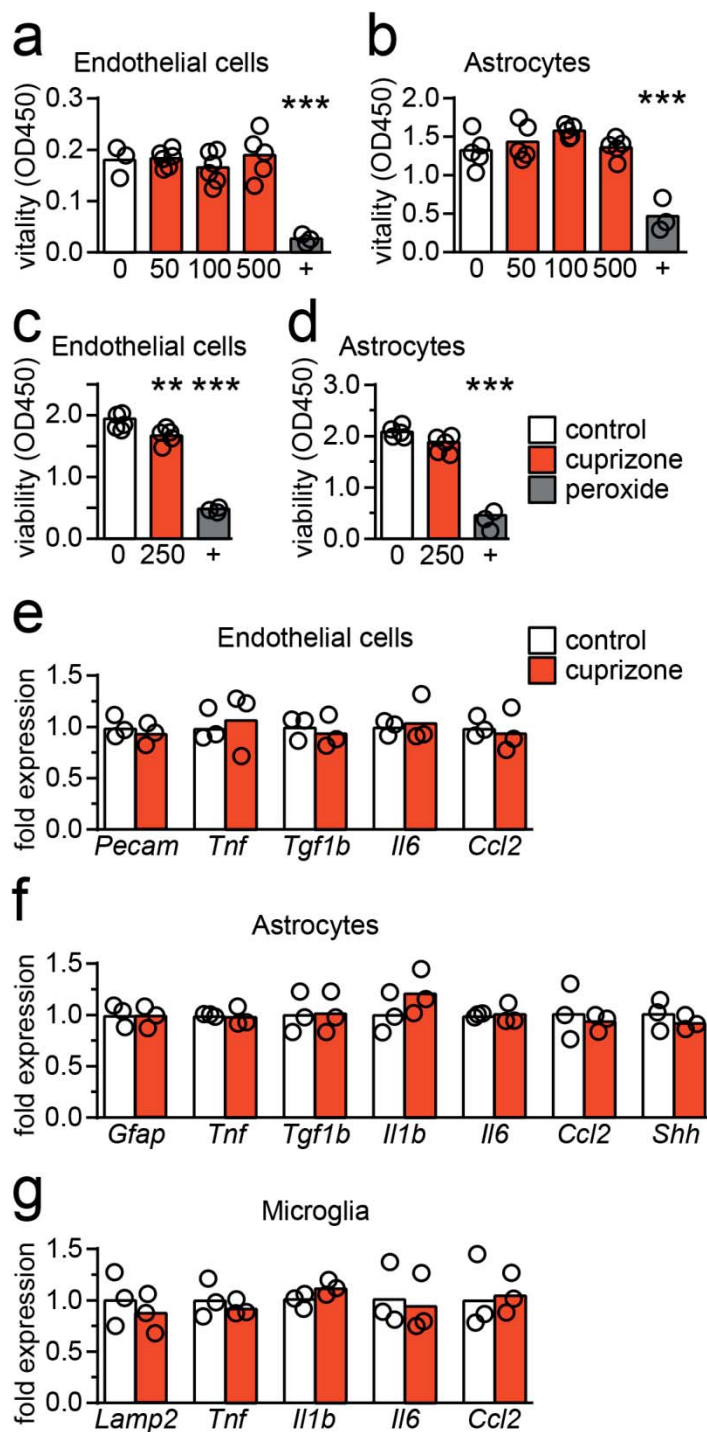 a
Endothelial cells
vitality (OD450)
0.3
0.2
0.1
0.0
***
0 50 100 500 +
b
Astrocytes
vitality (OD450)
2.0
1.5
1.0
0.5
0.0
***
0 50 100 500 +
c
Endothelial cells
viability (OD450)
2.0
1.0
0.0
** ***
0 250 +
d
Astrocytes
viability (OD450)
3.0
2.0
1.0
0.0
***
0 250 +
control
cuprizone
peroxide
e
Endothelial cells
control
cuprizone
fold expression
1.5
1.0
0.5
0.0
Pecam Tnf Tgf1b Il6 Ccl2
f
Astrocytes
fold expression
1.5
1.0
0.5
0.0
Gfap Tnf Tgf1b Il1b Il6 Ccl2 Shh
g
Microglia
fold expression
1.5
1.0
0.5
0.0
Lamp2 Tnf Il1b Il6 Ccl2